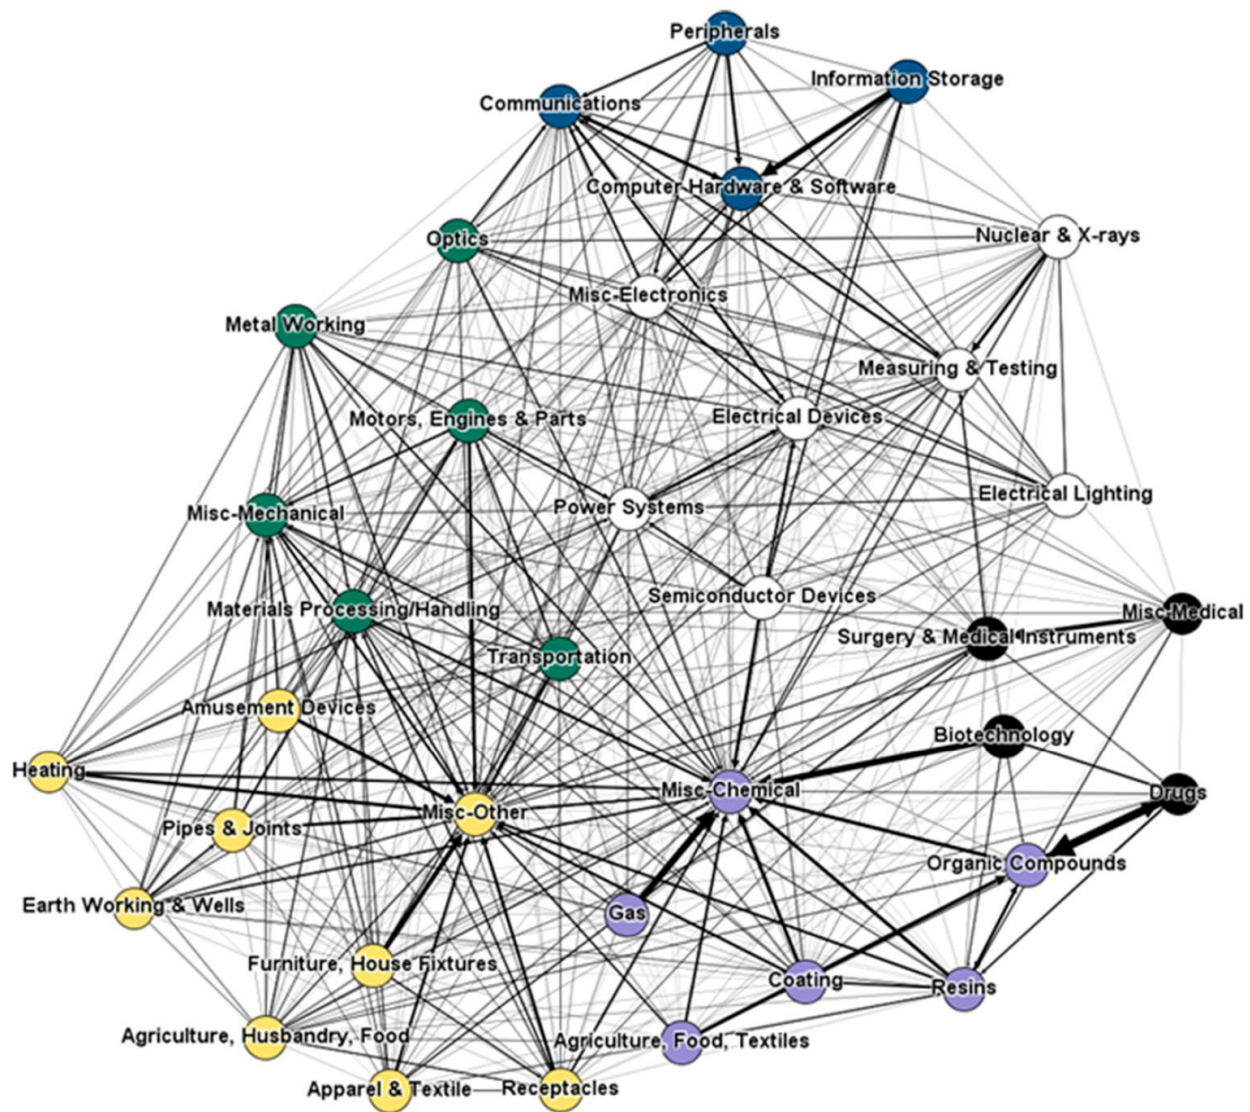 Peripherals
Information Storage
Communications
Computer Hardware & Software
Optics
Nuclear & X-rays
Misc-Electronics
Metal Working
Measuring & Testing
Motors, Engines & Parts
Electrical Devices
Electrical Lighting
Power Systems
Misc-Mechanical
Semiconductor Devices
Materials Processing/Handling
Misc-Medical
Surgery & Medical Instruments
Transportation
Amusement Devices
Biotechnology
Heating
Misc-Chemical
Drugs
Misc-Other
Pipes & Joints
Organic Compounds
Earth Working & Wells
Gas
Furniture, House Fixtures
Coating
Resins
Agriculture, Husbandry, Food
Agriculture, Food, Textiles
Apparel & Textile
Receptacles